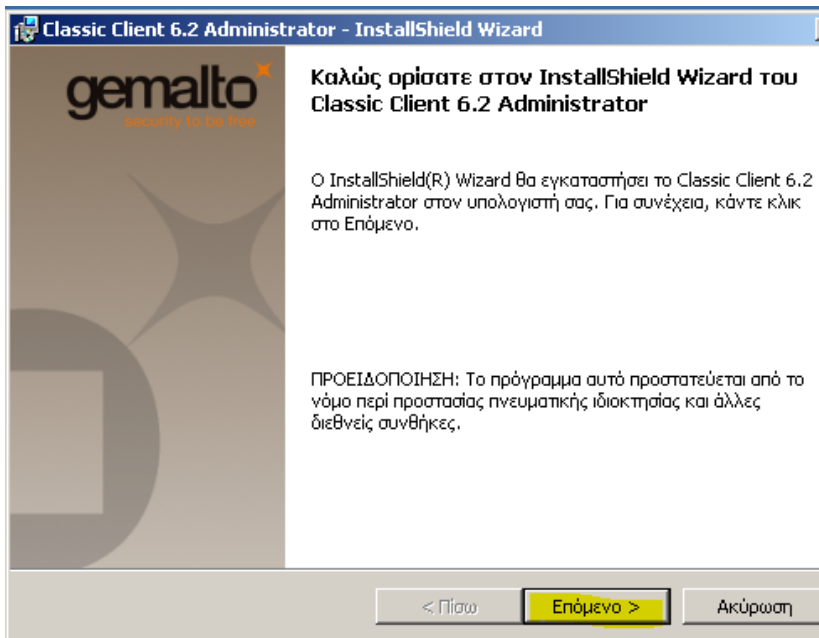 Classic Client 6.2 Administrator - InstallShield Wizard
gemalto
security to be free
Καλώς ορίσατε στον InstallShield Wizard του
Classic Client 6.2 Administrator
Ο InstallShield(R) Wizard θα εγκαταστήσει το Classic Client 6.2
Administrator στον υπολογιστή σας. Για συνέχεια, κάντε κλικ
στο Επόμενο.
ΠΡΟΕΙΔΟΠΟΙΗΣΗ: Το πρόγραμμα αυτό προστατεύεται από το
νόμο περί προστασίας πνευματικής ιδιοκτησίας και άλλες
διεθνείς συνθήκες.
< Πίσω
Επόμενο >
Ακύρωση